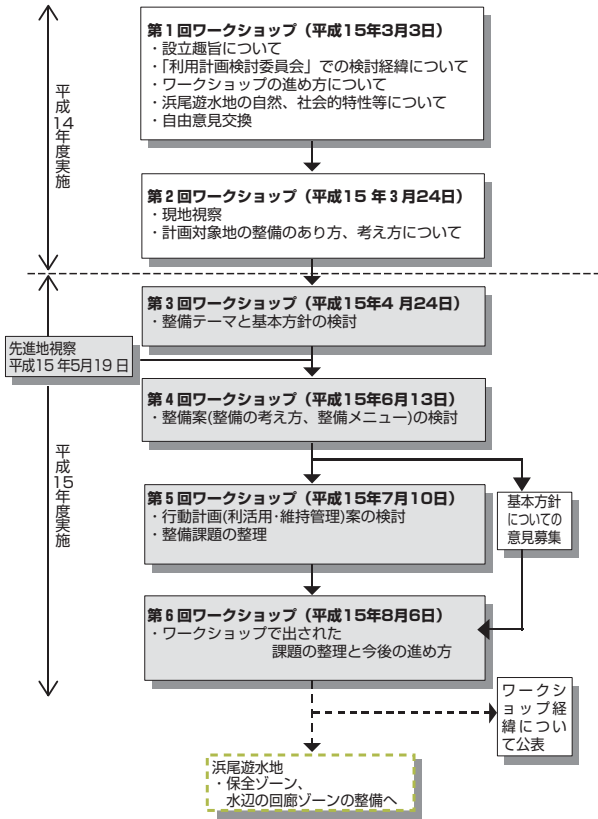 平成14年度実施
第1回ワークショップ（平成15年3月3日）
・設立趣旨について
・「利用計画検討委員会」での検討経緯について
・ワークショップの進め方について
・浜尾遊水地の自然、社会的特性等について
・自由意見交換
第2回ワークショップ（平成15 年 3 月24日）
・現地視察
・計画対象地の整備のあり方、考え方について
平成15年度実施
第3回ワークショップ（平成15年4 月24日）
・整備テーマと基本方針の検討
先進地視察
平成15 年5月19 日
第4回ワークショップ（平成15年6月13日）
・整備案(整備の考え方、整備メニュー)の検討
第5回ワークショップ（平成15年7月10日）
・行動計画(利活用･維持管理)案の検討
・整備課題の整理
基本方針
についての
意見募集
第6回ワークショップ（平成15年8月6日）
・ワークショップで出された
課題の整理と今後の進め方
ワークシ
ョップ経
緯につい
て公表
浜尾遊水地
・保全ゾーン、
水辺の回廊ゾーンの整備へ